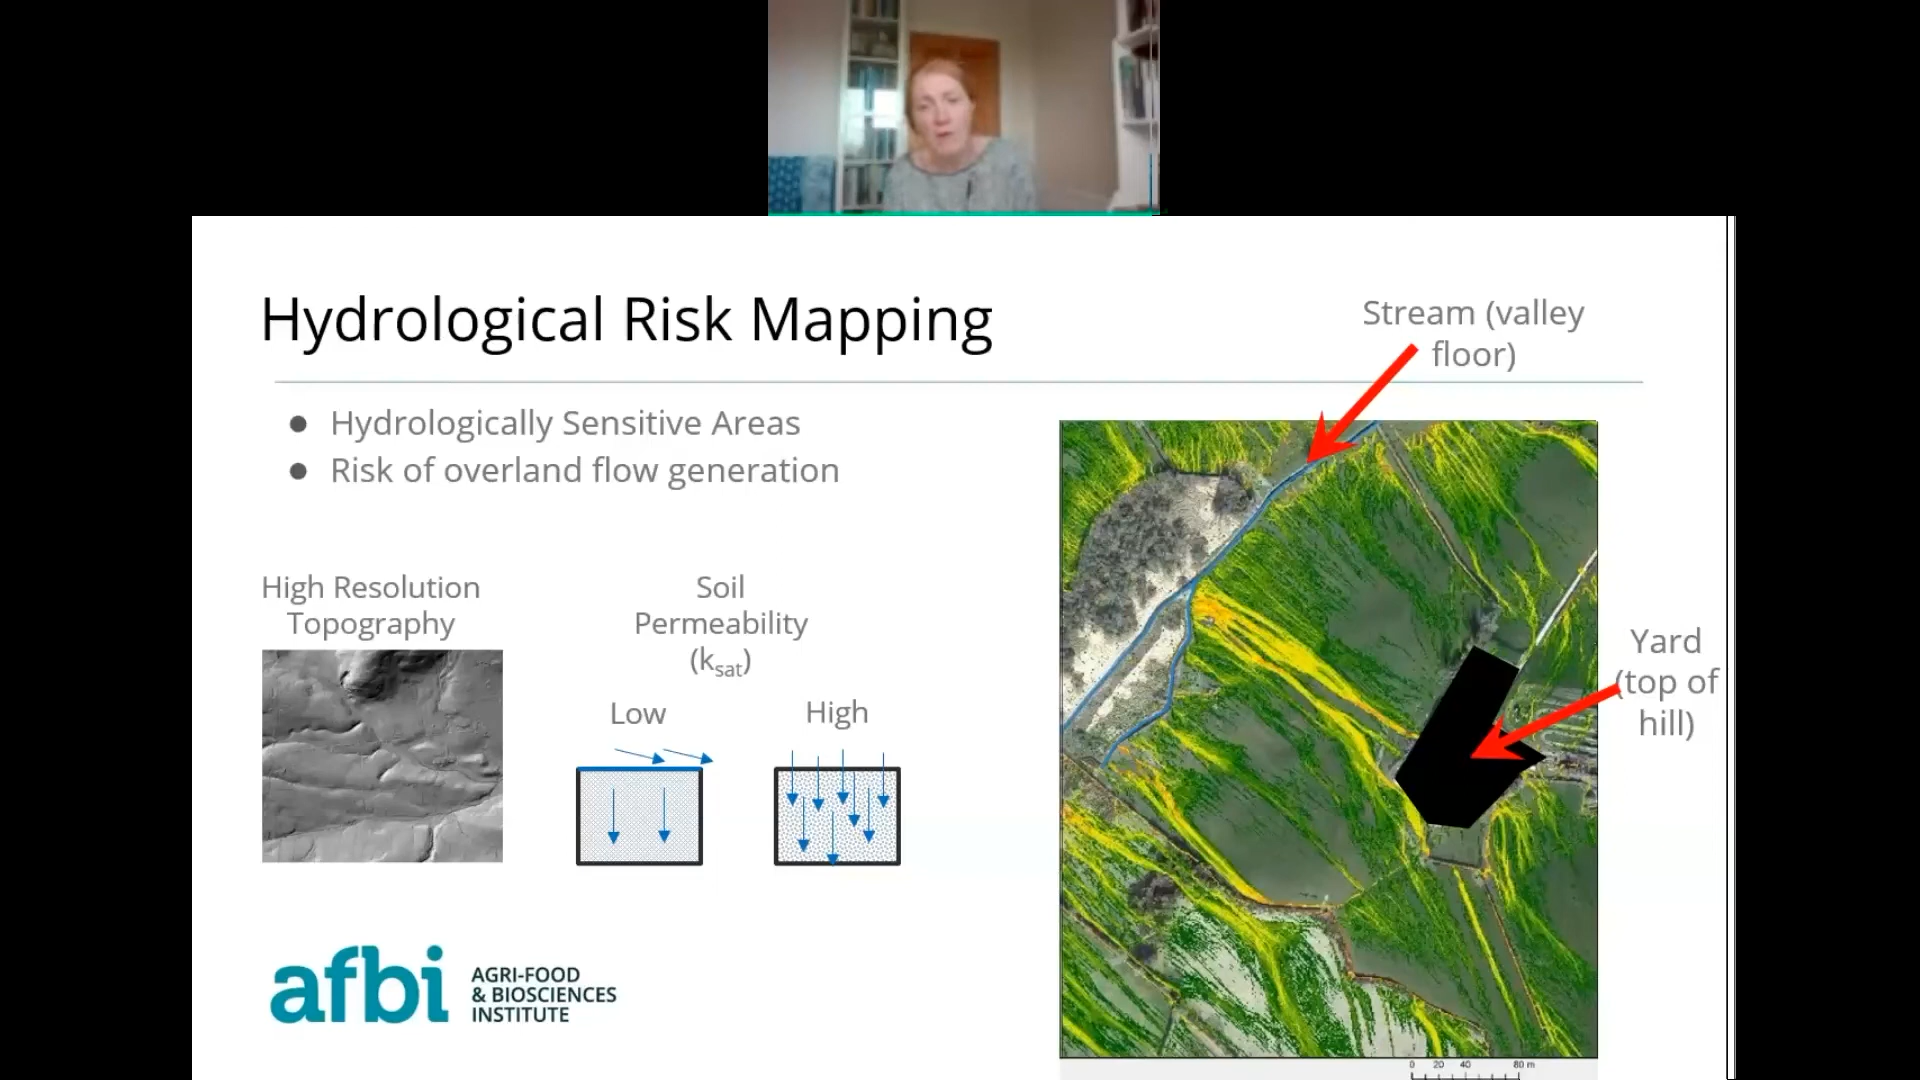 Hydrological Risk Mapping
Stream (valley
floor)
● Hydrologically Sensitive Areas
● Risk of overland flow generation
High Resolution
Topography
Soil
Permeability
(ksat)
Low
High
Yard
(top of
hill)
afbi
AGRI-FOOD
& BIOSCIENCES
INSTITUTE
0 20 40 80 m